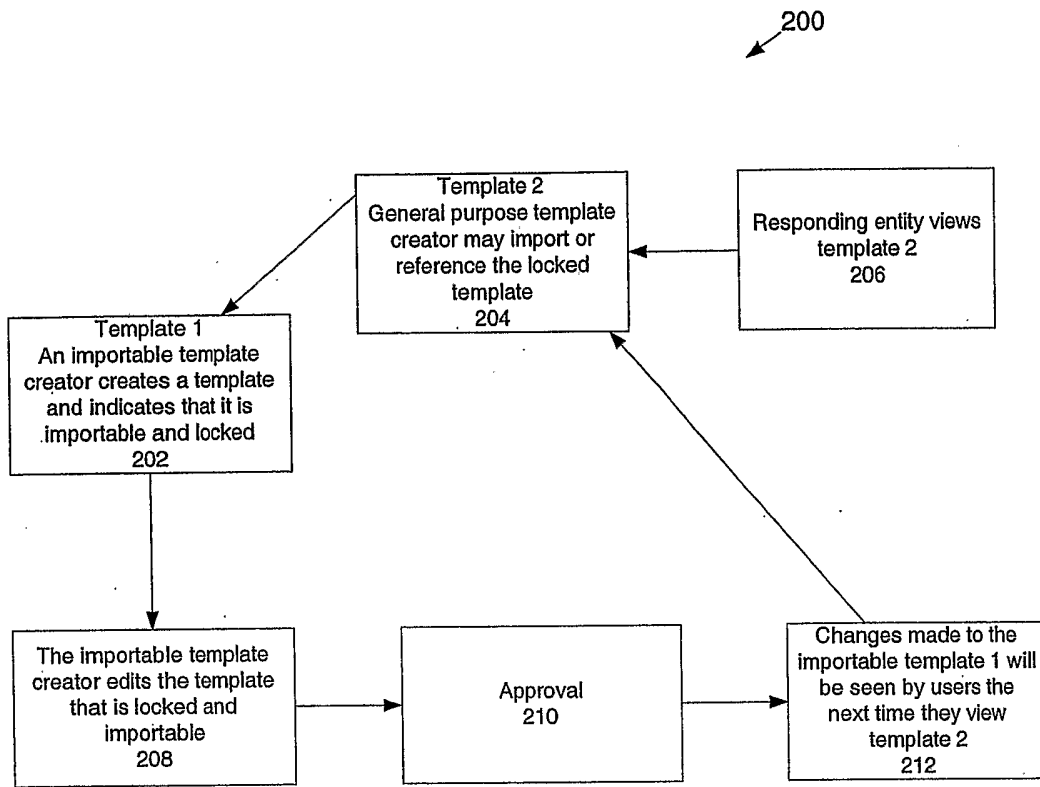 200
Template 2
General purpose template
creator may import or
reference the locked
template
204
Responding entity views
template 2
206
Template 1
An importable template
creator creates a template
and indicates that it is
importable and locked
202
The importable template
creator edits the template
that is locked and
importable
208
Approval
210
Changes made to the
importable template 1 will
be seen by users the
next time they view
template 2
212